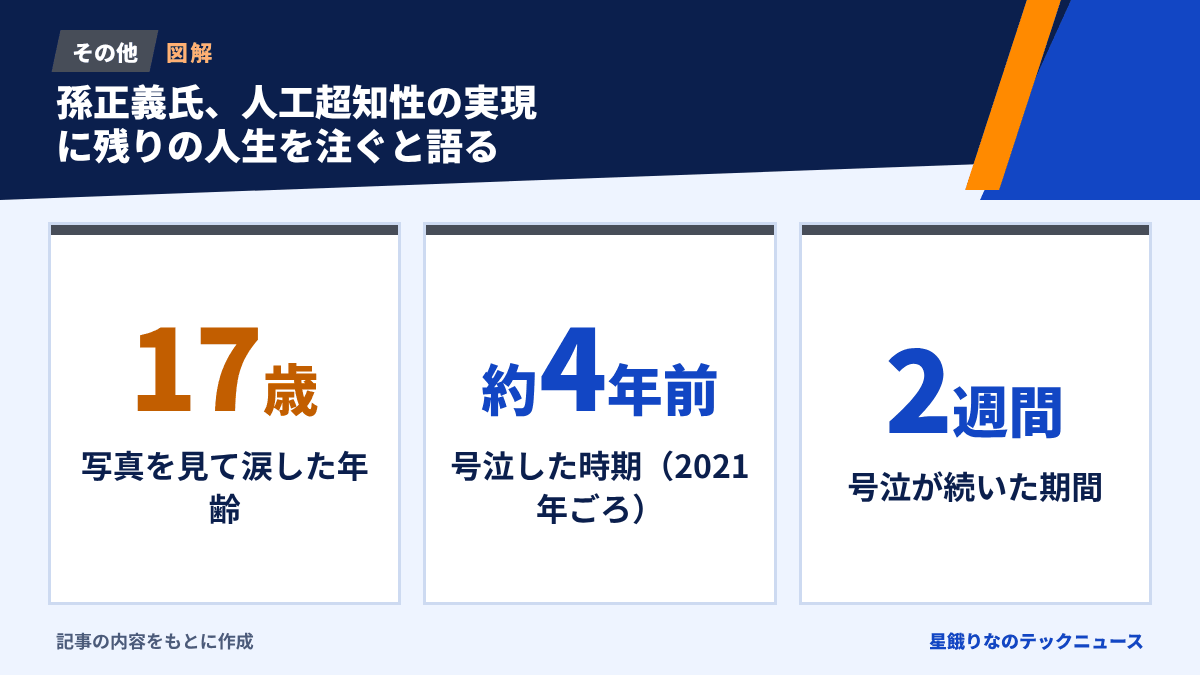 その他 図解
孫正義氏、人工超知性の実現
に残りの人生を注ぐと語る
17歳
写真を見て涙した年
齢
約4年前
号泣した時期（2021
年ごろ）
2週間
号泣が続いた期間
記事の内容をもとに作成
星餓りなのテックニュース